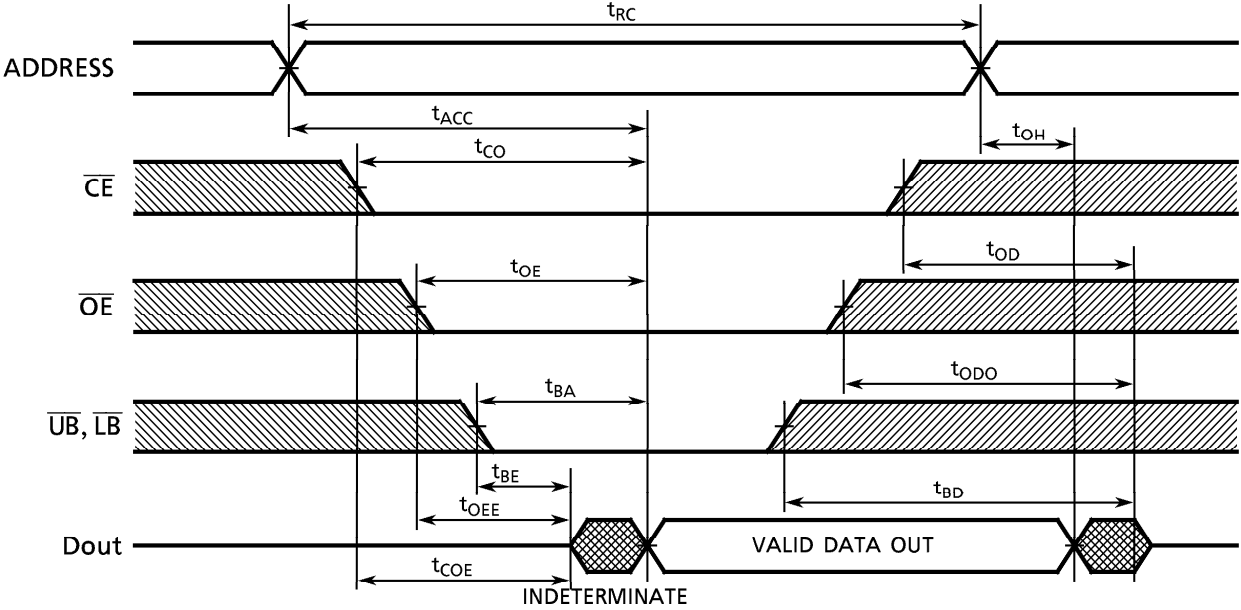 tRC
ADDRESS
tACC
tOH
tCO
CE
tOD
tOE
OE
tODO
tBA
UB, LB
tBE
tBD
tOEE
Dout
VALID DATA OUT
tCOE
INDETERMINATE